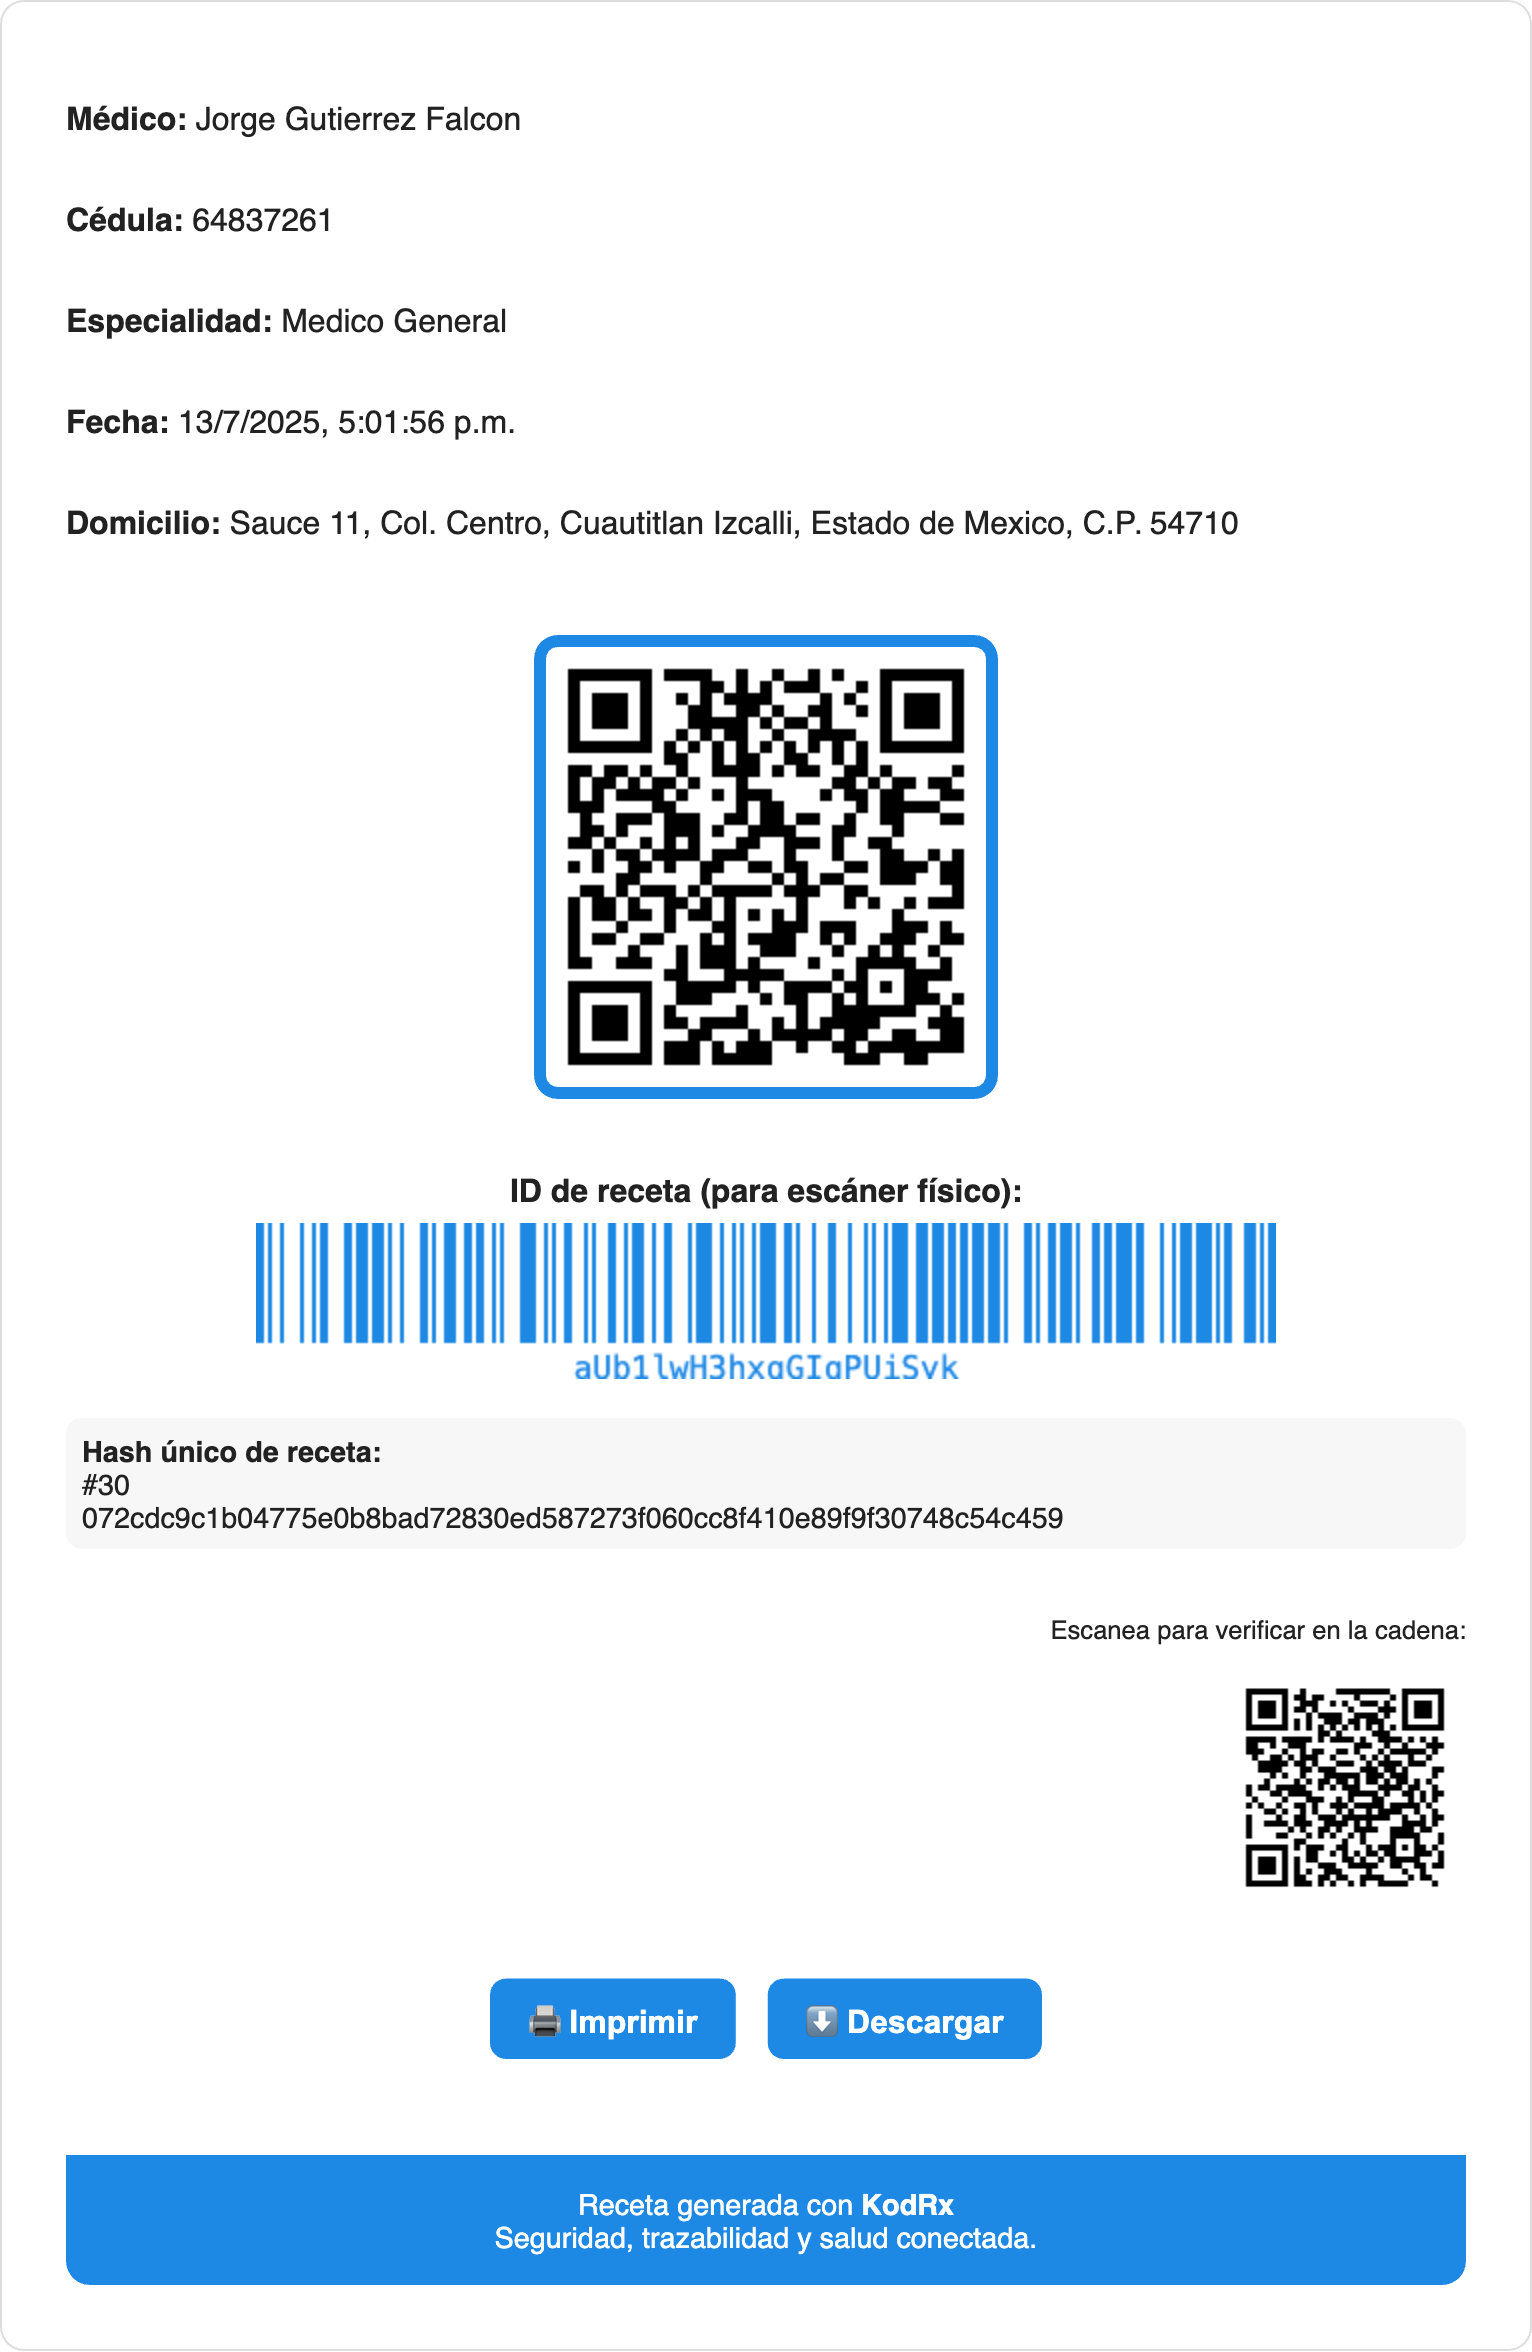 Médico: Jorge Gutierrez Falcon
Cédula: 64837261
Especialidad: Medico General
Fecha: 13/7/2025, 5:01:56 p.m.
Domicilio: Sauce 11, Col. Centro, Cuautitlan Izcalli, Estado de Mexico, C.P. 54710
ID de receta (para escáner físico):
Hash único de receta:
#30
072cdc9c1b04775e0b8bad72830ed587273f060cc8f410e89f9f30748c54c459
Escanea para verificar en la cadena:
Imprimir
Descargar
Receta generada con KodRx
Seguridad, trazabilidad y salud conectada.